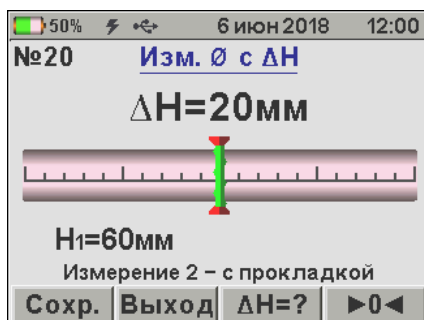 50% 6 июн 2018 12:00
№20 Изм. Ø с ΔH
ΔH=20мм
H1=60мм
Измерение 2 – с прокладкой
Сохр. Выход ΔH=? ►0◄